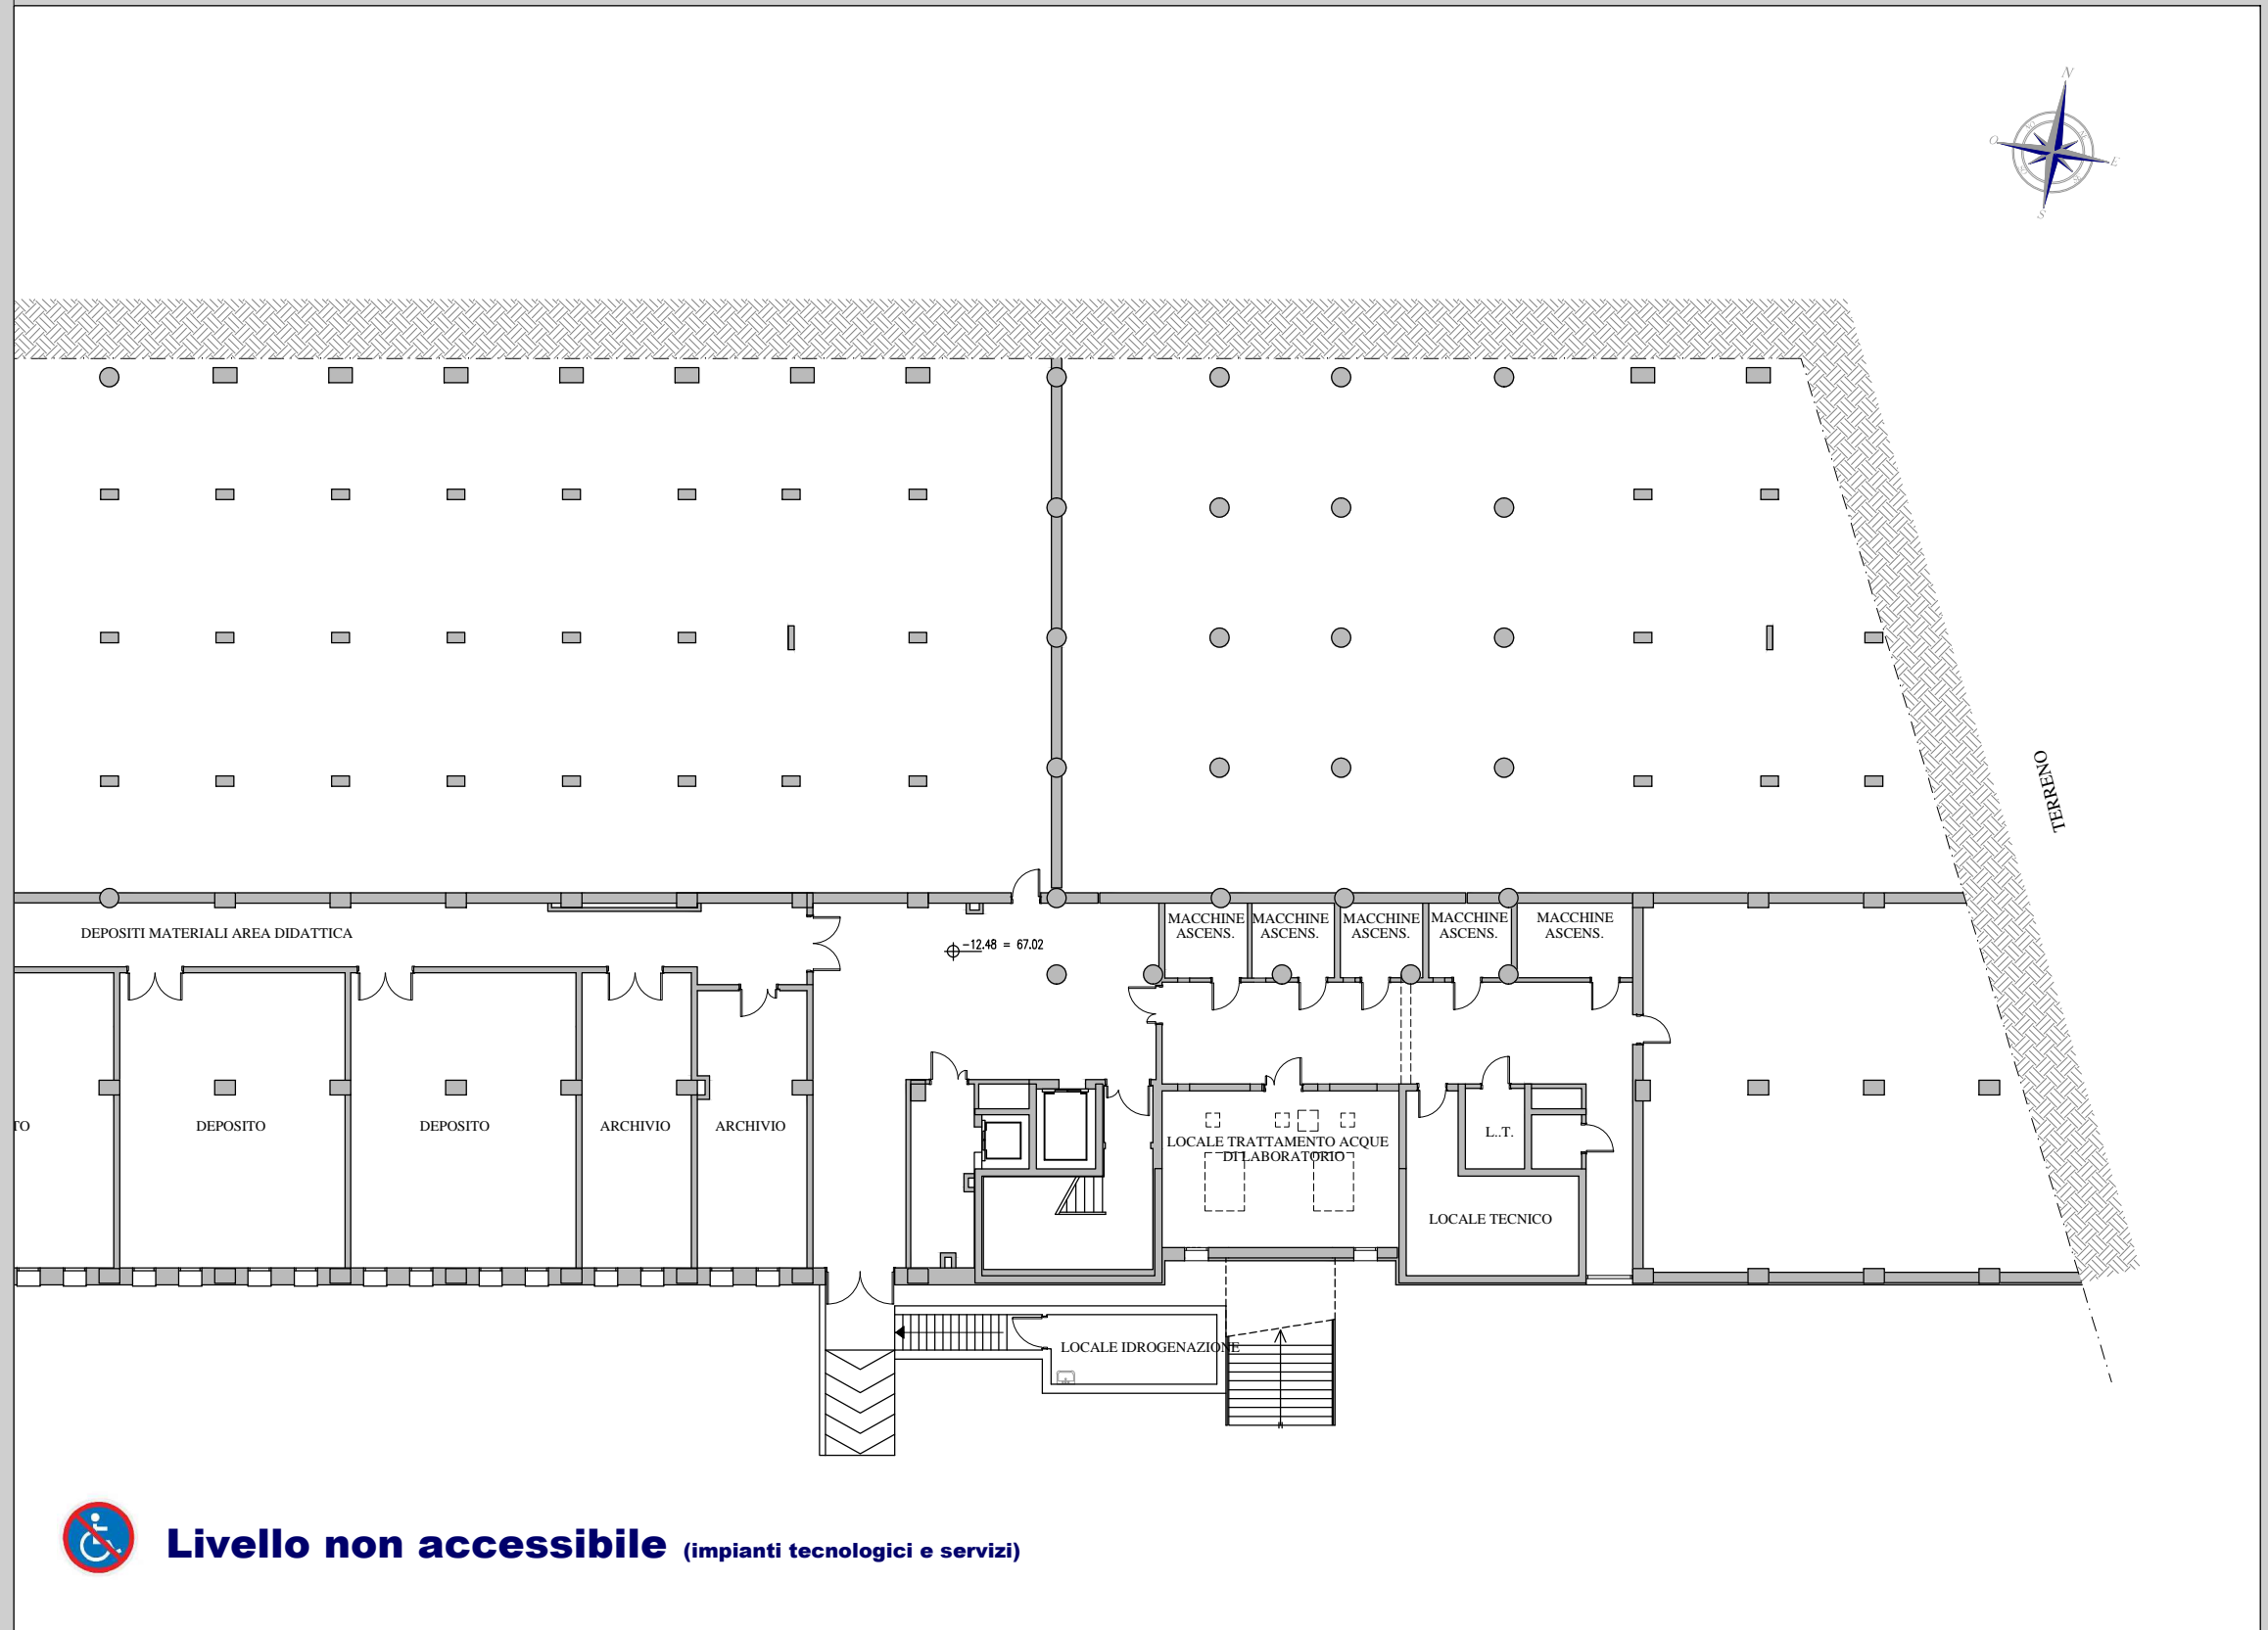 N
O
E
S
TERRENO
MACCHINE
ASCENS.
MACCHINE
ASCENS.
MACCHINE
ASCENS.
MACCHINE
ASCENS.
MACCHINE
ASCENS.
DEPOSITI MATERIALI AREA DIDATTICA
-12.48 = 67.02
TO
DEPOSITO
DEPOSITO
ARCHIVIO
ARCHIVIO
L..T.
LOCALE TRATTAMENTO ACQUE
DI LABORATORIO
LOCALE TECNICO
LOCALE IDROGENAZIONE
Livello non accessibile (impianti tecnologici e servizi)